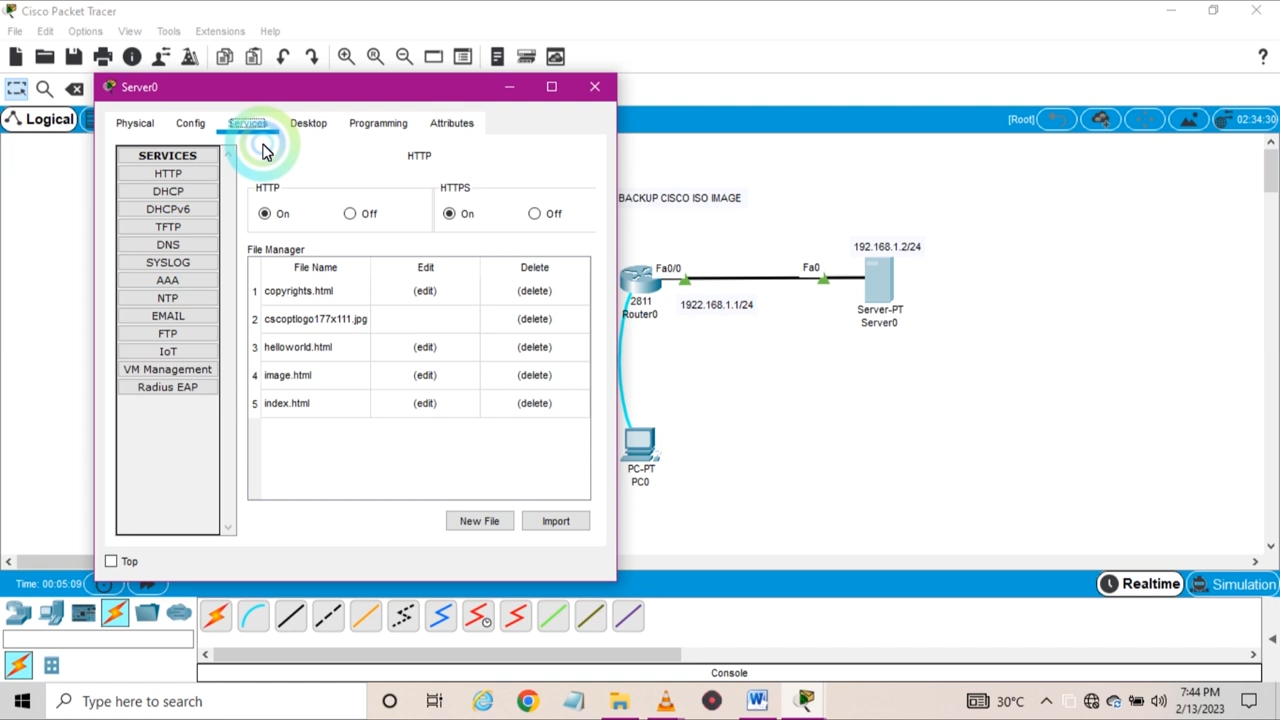 Cisco Packet Tracer
File Edit Options View Tools Extensions Help
?
Server0
Logical
[Root]
02:34:30
Physical Config Services Desktop Programming Attributes
SERVICES
HTTP
DHCP
DHCPv6
TFTP
DNS
SYSLOG
AAA
NTP
EMAIL
FTP
IoT
VM Management
Radius EAP
HTTP
HTTP HTTPS
On Off On Off
File Manager
File Name Edit Delete
1 copyrights.html (edit) (delete)
2 cscoptlogo177x111.jpg (delete)
3 helloworld.html (edit) (delete)
4 image.html (edit) (delete)
5 index.html (edit) (delete)
New File Import
Top
BACKUP CISCO ISO IMAGE
192.168.1.2/24
Fa0/0 Fa0
2811
Router0
1922.168.1.1/24
Server-PT
Server0
PC-PT
PC0
Time: 00:05:09
Realtime Simulation
Console
Type here to search
W
30°C
7:44 PM
2/13/2023